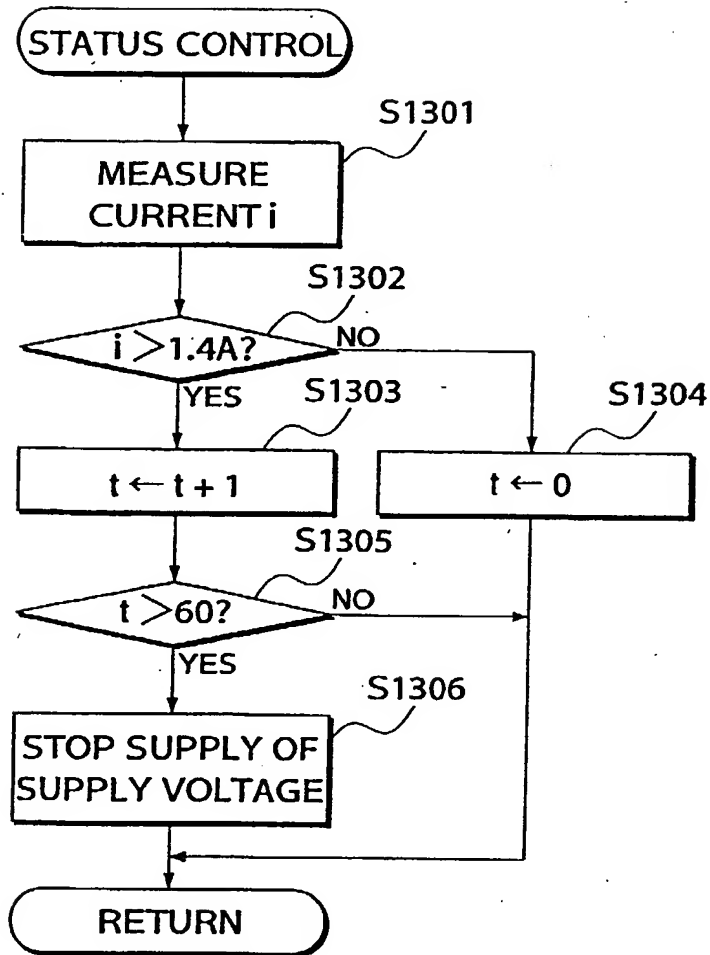 STATUS CONTROL
S1301
MEASURE
CURRENT i
S1302
i >1.4A?
NO
YES
S1303
S1304
t ← t + 1
t ← 0
S1305
t >60?
NO
YES
S1306
STOP SUPPLY OF
SUPPLY VOLTAGE
RETURN